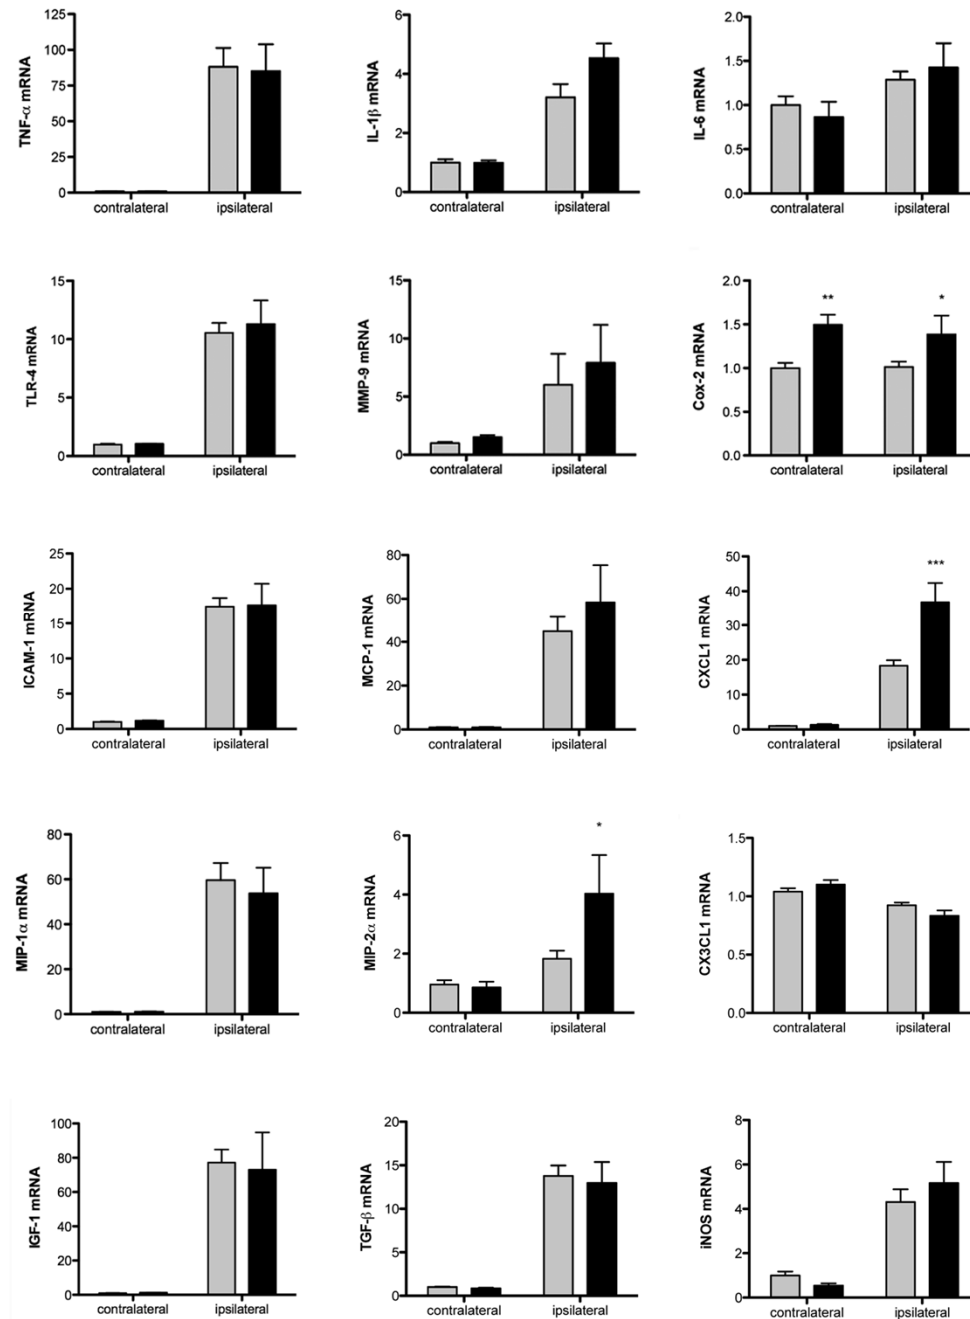 TNF-α mRNA
125
100
75
50
25
0
contralateral ipsilateral
IL-1β mRNA
6
4
2
0
contralateral ipsilateral
IL-6 mRNA
2.0
1.5
1.0
0.5
0.0
contralateral ipsilateral
TLR-4 mRNA
15
10
5
0
contralateral ipsilateral
MMP-9 mRNA
15
10
5
0
contralateral ipsilateral
Cox-2 mRNA
2.0
1.5
1.0
0.5
0.0
** *
contralateral ipsilateral
ICAM-1 mRNA
25
20
15
10
5
0
contralateral ipsilateral
MCP-1 mRNA
80
60
40
20
0
contralateral ipsilateral
CXCL1 mRNA
50
40
30
20
10
0
***
contralateral ipsilateral
MIP-1α mRNA
80
60
40
20
0
contralateral ipsilateral
MIP-2α mRNA
6
4
2
0
*
contralateral ipsilateral
CX3CL1 mRNA
1.5
1.0
0.5
0.0
contralateral ipsilateral
IGF-1 mRNA
100
80
60
40
20
0
contralateral ipsilateral
TGF-β mRNA
20
15
10
5
0
contralateral ipsilateral
iNOS mRNA
8
6
4
2
0
contralateral ipsilateral